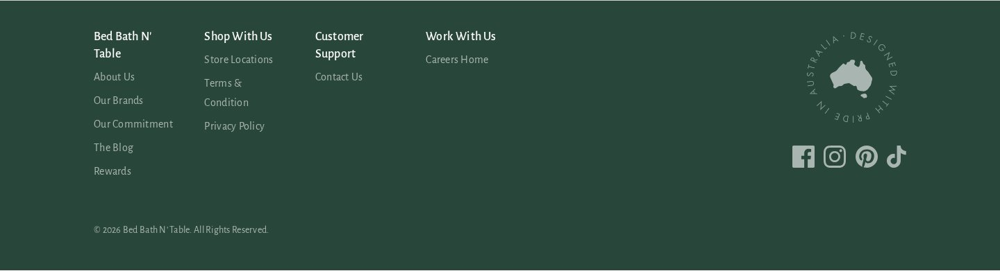 Bed Bath N'
Table
About Us
Our Brands
Our Commitment
The Blog
Rewards
Shop With Us
Store Locations
Terms &
Condition
Privacy Policy
Customer
Support
Contact Us
Work With Us
Careers Home
DESIGNED WITH PRIDE IN AUSTRALIA ·
© 2026 Bed Bath N' Table. All Rights Reserved.